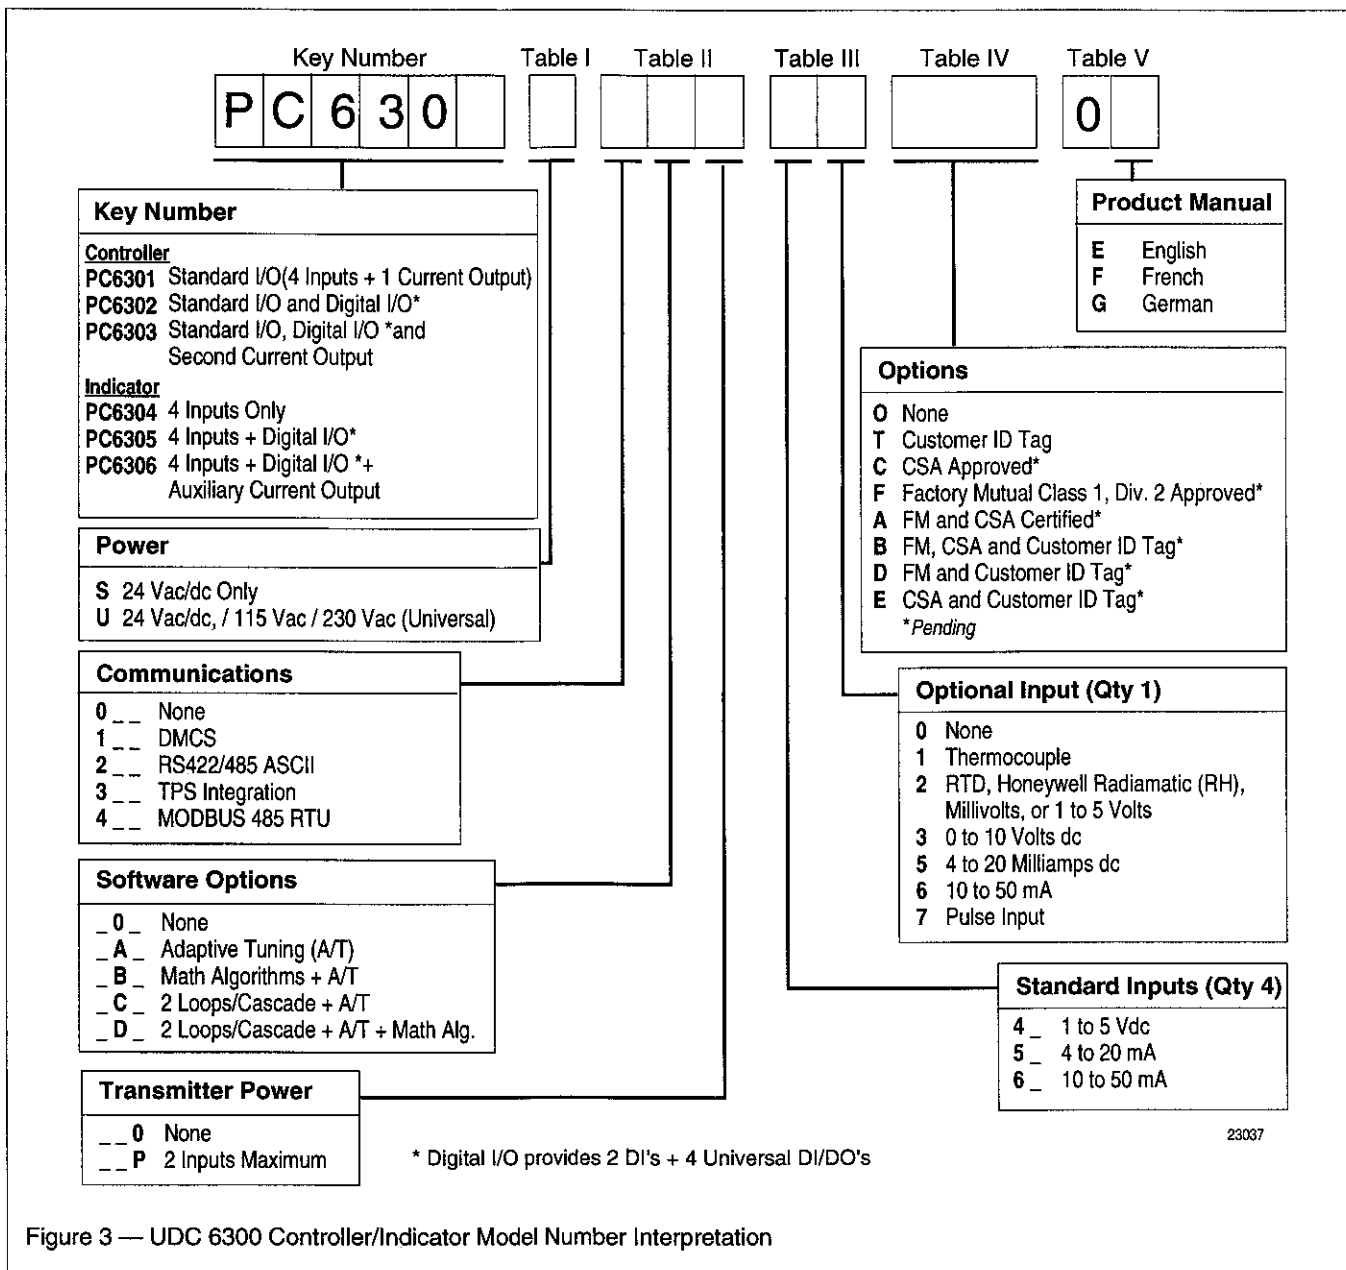 Key Number Table I Table II Table III Table IV Table V
P C 6 3 0 0
Key Number
Controller
PC6301 Standard I/O(4 Inputs + 1 Current Output)
PC6302 Standard I/O and Digital I/O*
PC6303 Standard I/O, Digital I/O *and
Second Current Output
Indicator
PC6304 4 Inputs Only
PC6305 4 Inputs + Digital I/O*
PC6306 4 Inputs + Digital I/O *+
Auxiliary Current Output
Power
S 24 Vac/dc Only
U 24 Vac/dc, / 115 Vac / 230 Vac (Universal)
Communications
0 _ _ None
1 _ _ DMCS
2 _ _ RS422/485 ASCII
3 _ _ TPS Integration
4 _ _ MODBUS 485 RTU
Software Options
_ 0 _ None
_ A _ Adaptive Tuning (A/T)
_ B _ Math Algorithms + A/T
_ C _ 2 Loops/Cascade + A/T
_ D _ 2 Loops/Cascade + A/T + Math Alg.
Transmitter Power
_ _ 0 None
_ _ P 2 Inputs Maximum
Product Manual
E English
F French
G German
Options
O None
T Customer ID Tag
C CSA Approved*
F Factory Mutual Class 1, Div. 2 Approved*
A FM and CSA Certified*
B FM, CSA and Customer ID Tag*
D FM and Customer ID Tag*
E CSA and Customer ID Tag*
*Pending
Optional Input (Qty 1)
0 None
1 Thermocouple
2 RTD, Honeywell Radiamatic (RH),
Millivolts, or 1 to 5 Volts
3 0 to 10 Volts dc
5 4 to 20 Milliamps dc
6 10 to 50 mA
7 Pulse Input
Standard Inputs (Qty 4)
4 _ 1 to 5 Vdc
5 _ 4 to 20 mA
6 _ 10 to 50 mA
23037
* Digital I/O provides 2 DI's + 4 Universal DI/DO's
Figure 3 — UDC 6300 Controller/Indicator Model Number Interpretation